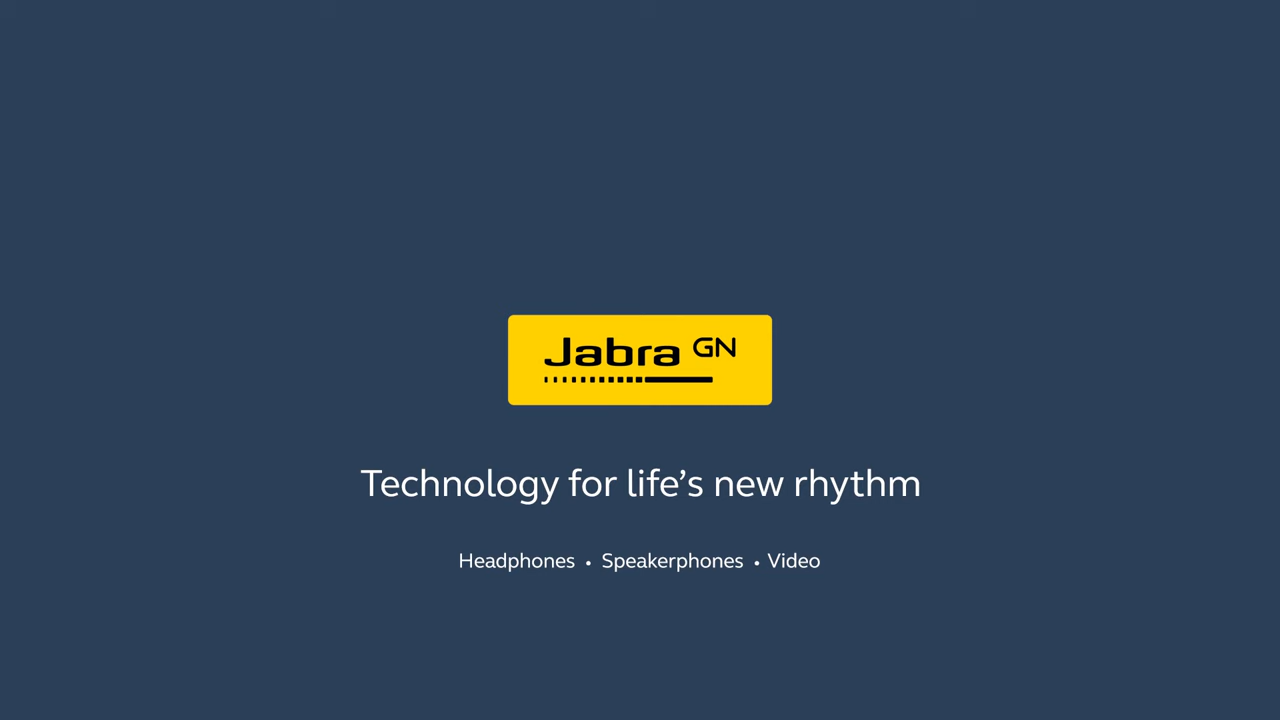 Jabra GN
Technology for life’s new rhythm
Headphones • Speakerphones • Video